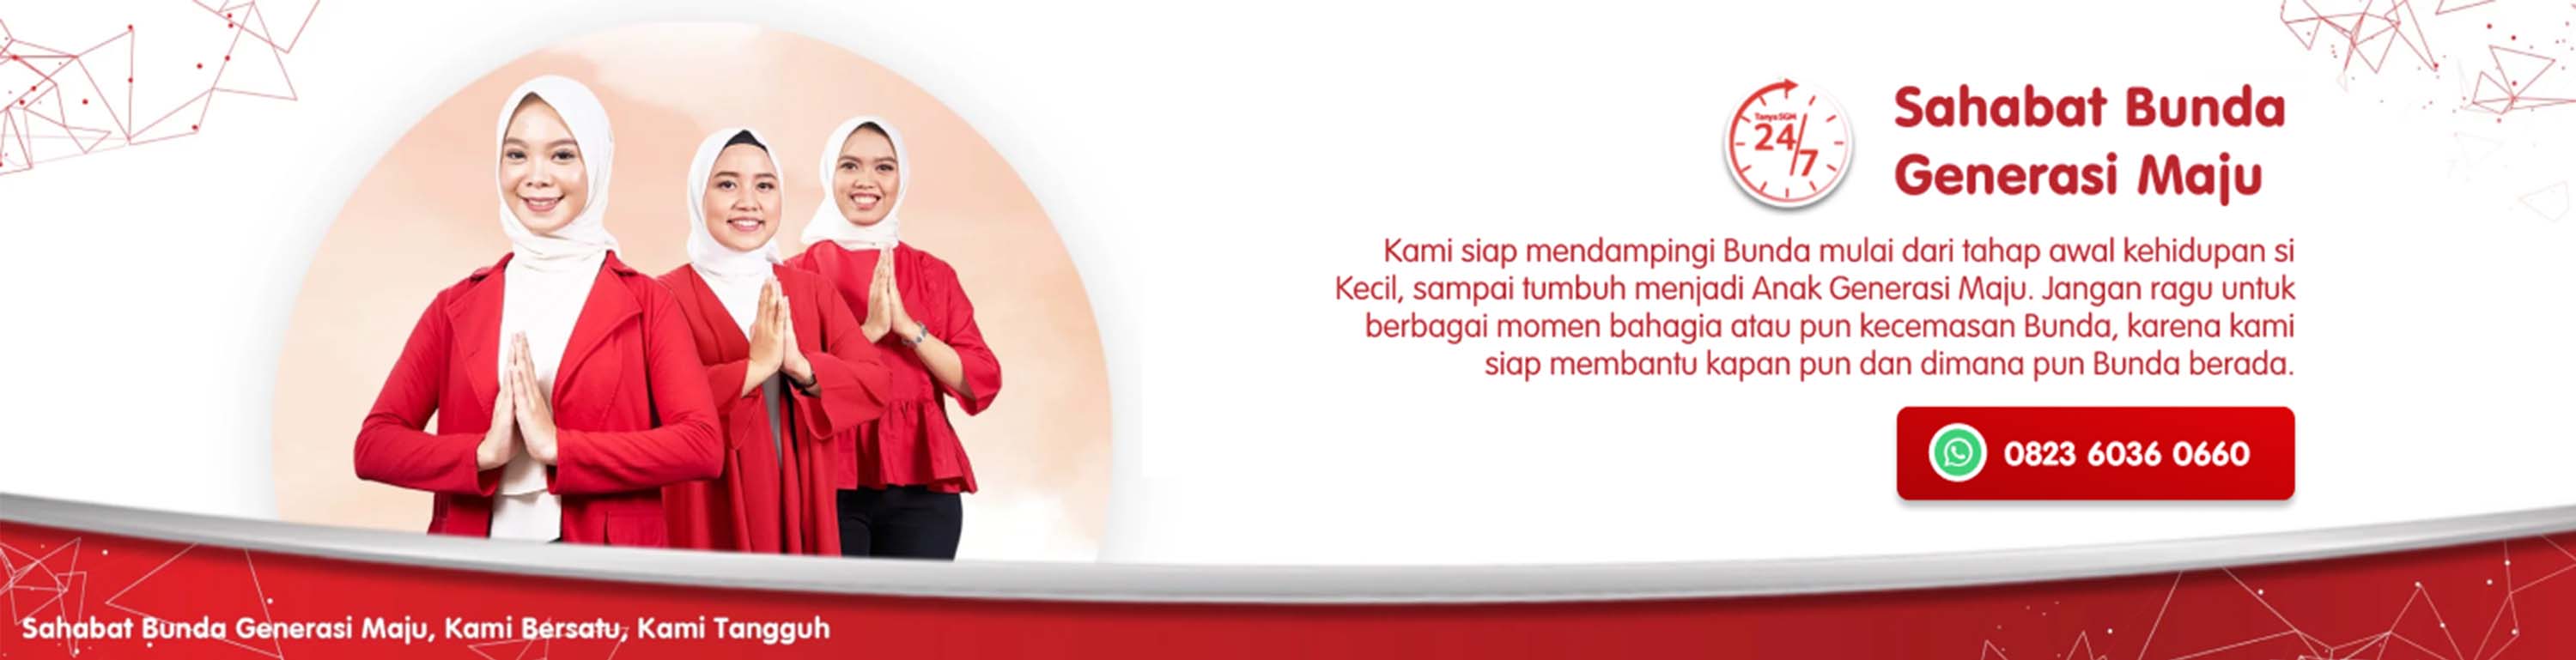 TanyaSGM
24/7
Sahabat Bunda
Generasi Maju
Kami siap mendampingi Bunda mulai dari tahap awal kehidupan si
Kecil, sampai tumbuh menjadi Anak Generasi Maju. Jangan ragu untuk
berbagai momen bahagia atau pun kecemasan Bunda, karena kami
siap membantu kapan pun dan dimana pun Bunda berada.
0823 6036 0660
Sahabat Bunda Generasi Maju, Kami Bersatu, Kami Tangguh